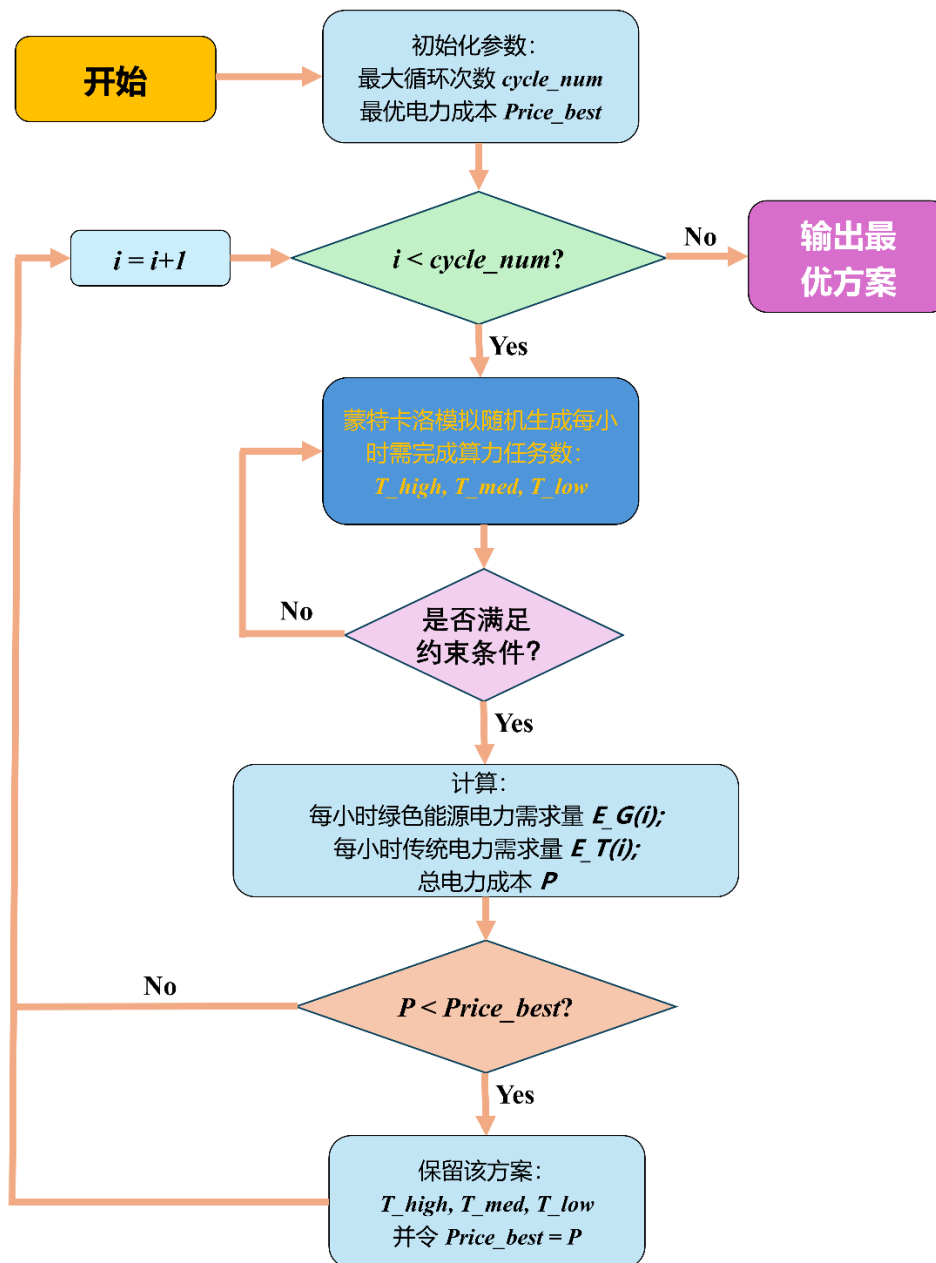 开始
初始化参数：
最大循环次数 cycle_num
最优电力成本 Price_best
i = i+1
i < cycle_num?
No
输出最
优方案
Yes
蒙特卡洛模拟随机生成每小
时需完成算力任务数：
T_high, T_med, T_low
No
是否满足
约束条件？
Yes
计算：
每小时绿色能源电力需求量 E_G(i);
每小时传统电力需求量 E_T(i);
总电力成本 P
No
P < Price_best?
Yes
保留该方案：
T_high, T_med, T_low
并令 Price_best = P